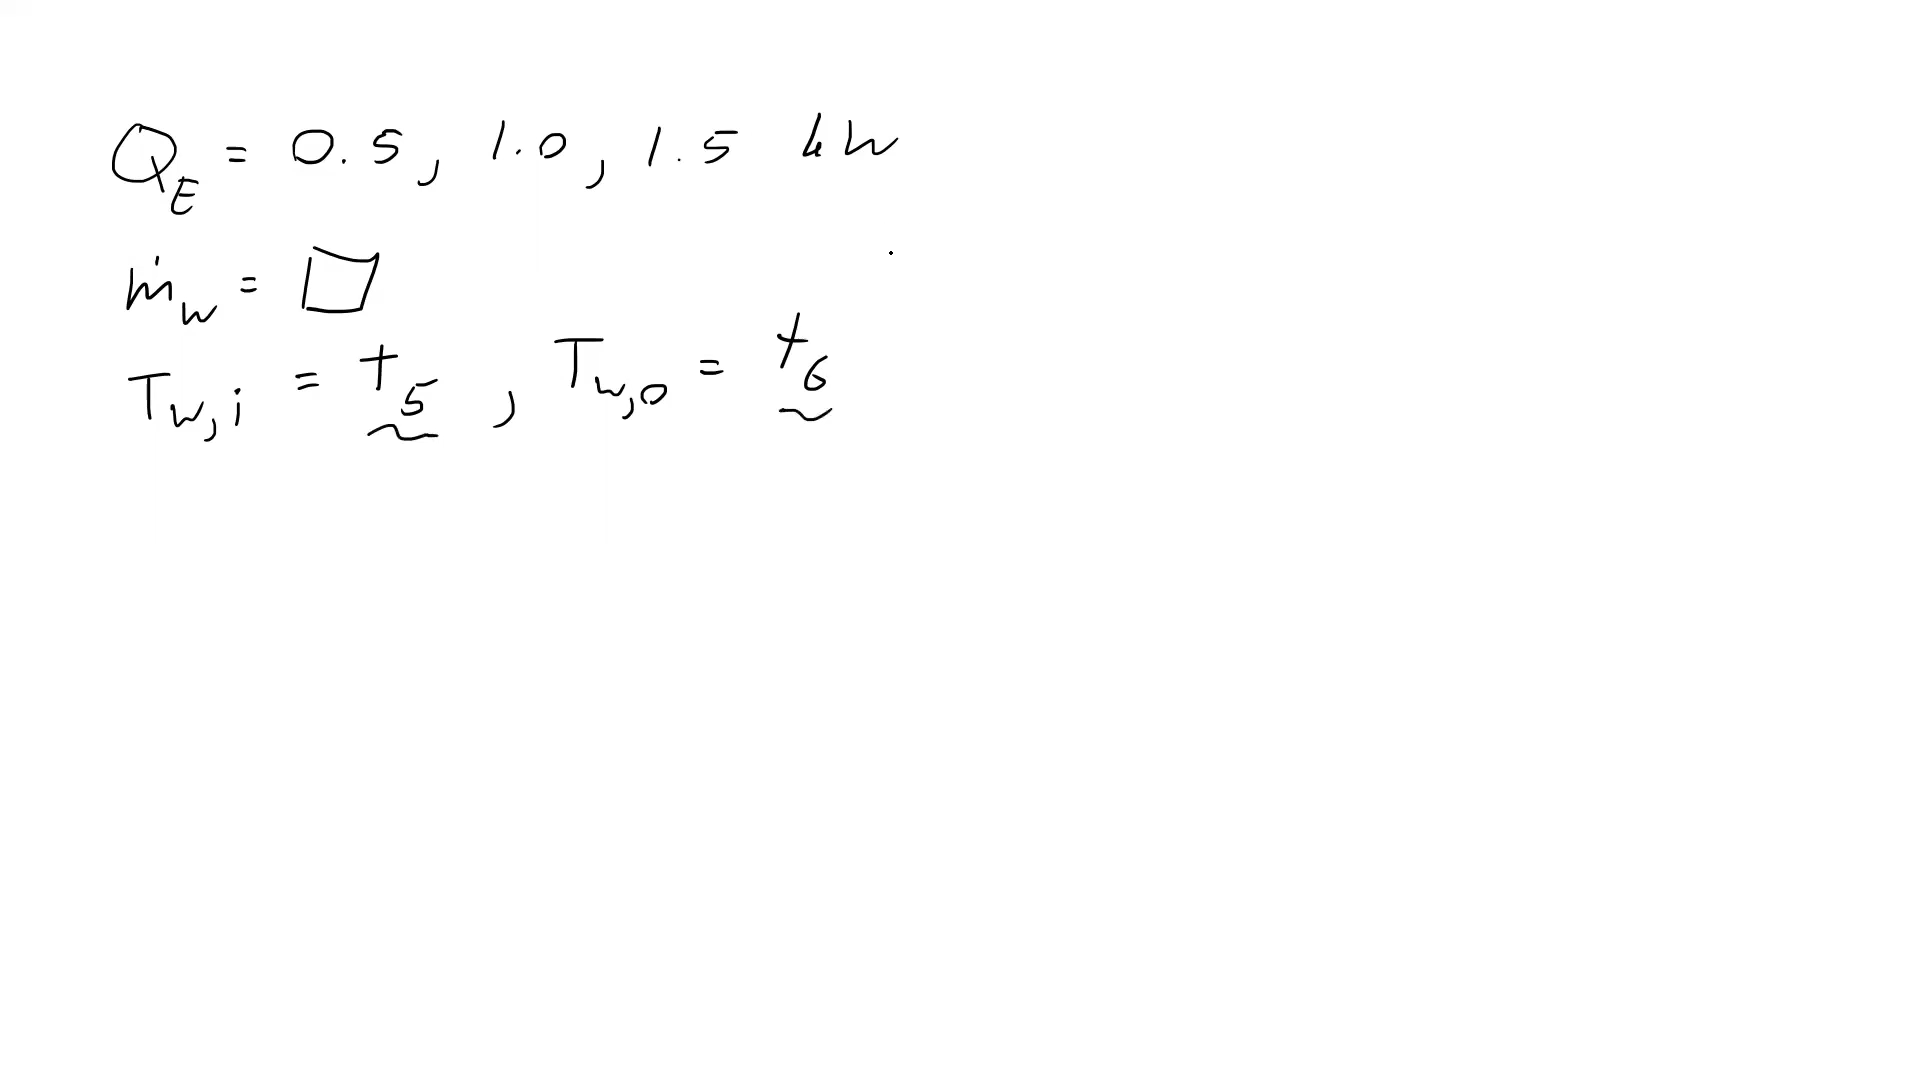 Q_E = 0.5, 1.0, 1.5 kW
ṁ_w = □
T_w,i = t_5, T_w,o = t_6